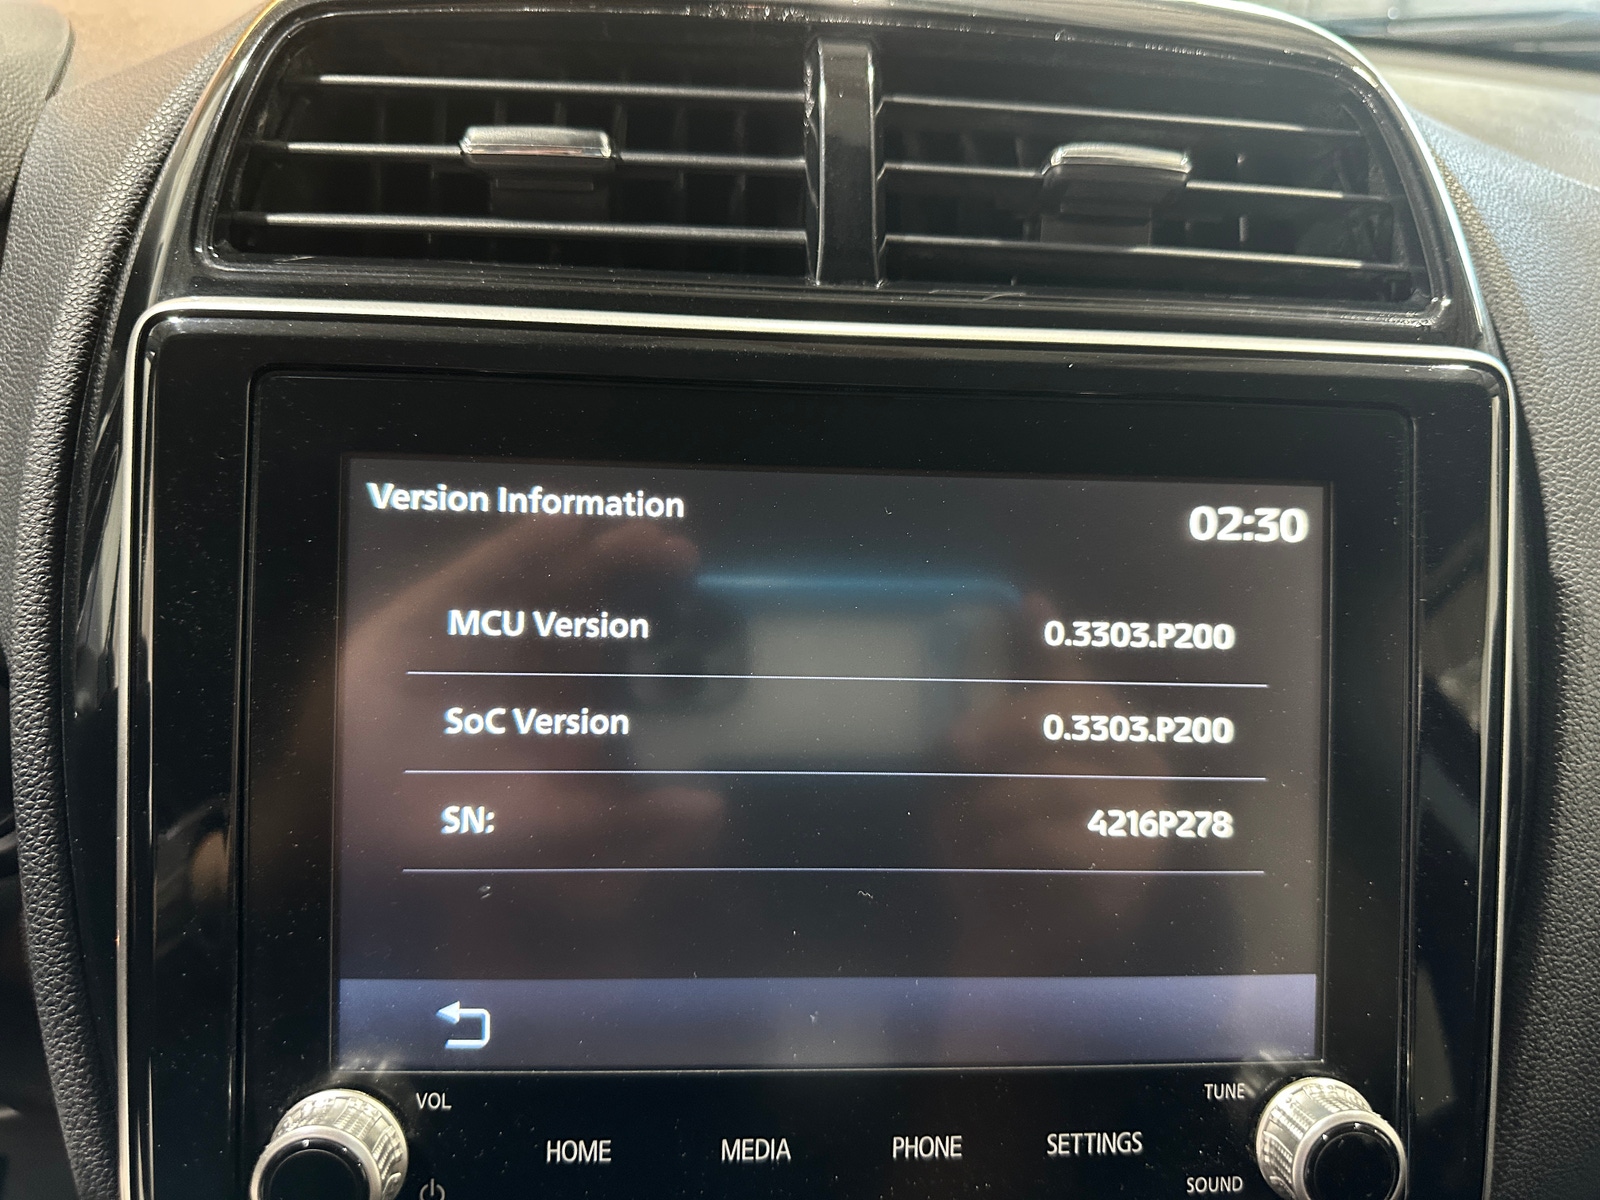 Version Information
02:30
MCU Version 0.3303.P200
SoC Version 0.3303.P200
SN: 4216P278
VOL
TUNE
HOME MEDIA PHONE SETTINGS
SOUND